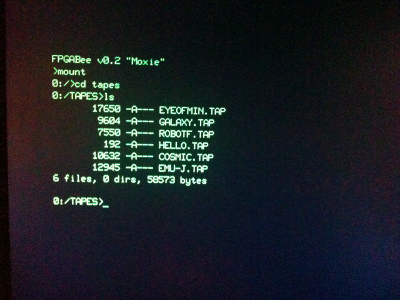 FPGABee v0.2 "Moxie"
>mount
0:/>cd tapes
0:/TAPES>ls
17650 -A--- EYEOFMIN.TAP
9604 -A--- GALAXY.TAP
7550 -A--- ROBOTF.TAP
192 -A--- HELLO.TAP
10632 -A--- COSMIC.TAP
12945 -A--- EMU-J.TAP
6 files, 0 dirs, 58573 bytes
0:/TAPES>_